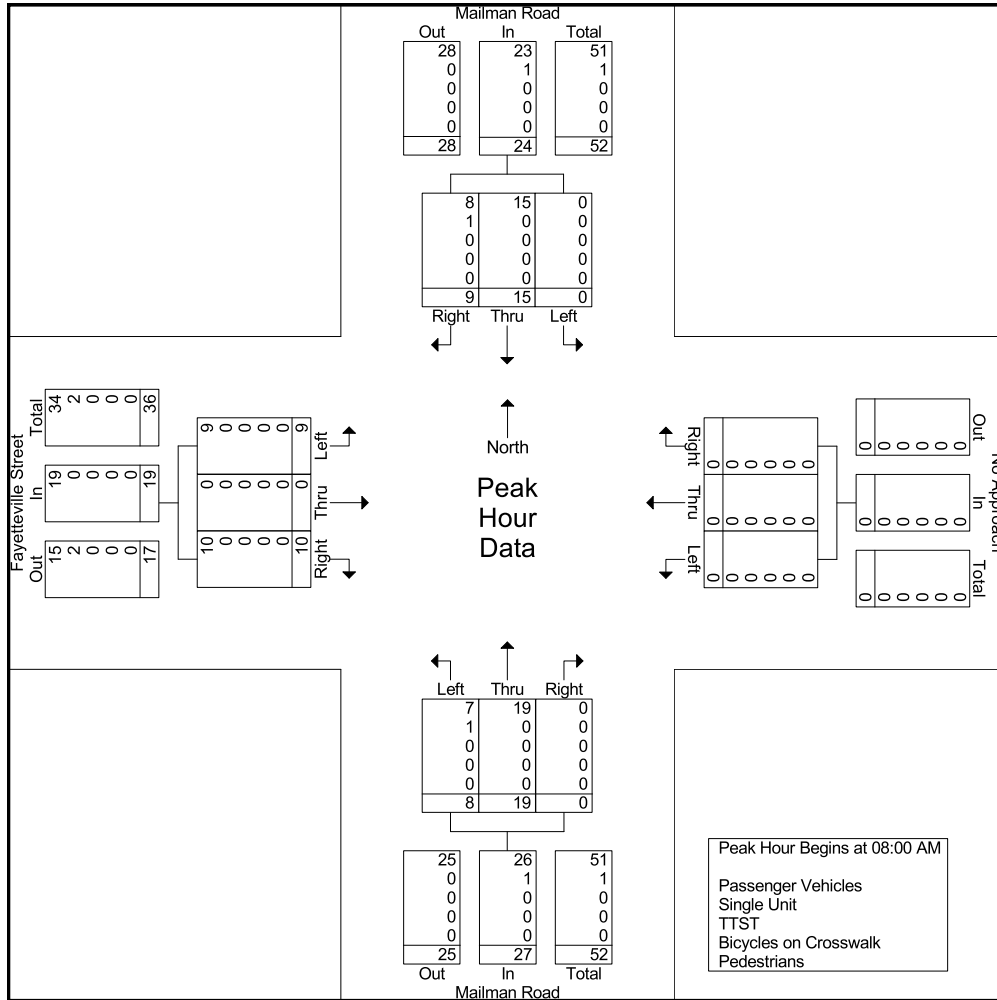 Mailman Road
Out In Total
28 23 51
0 1 1
0 0 0
0 0 0
0 0 0
28 24 52
8 15 0
1 0 0
0 0 0
0 0 0
0 0 0
9 15 0
Right Thru Left
Fayetteville Street
Total
34 2 0 0 0 36
In
19 0 0 0 0 19
Out
15 2 0 0 0 17
9 0 0 0 0 9
Left
0 0 0 0 0 0
Thru
10 0 0 0 0 10
Right
North
Peak
Hour
Data
Right
0 0 0 0 0 0
Thru
0 0 0 0 0 0
Left
0 0 0 0 0 0
Out
0 0 0 0 0 0
In
0 0 0 0 0 0
Total
0 0 0 0 0 0
No Approach
Left Thru Right
7 19 0
1 0 0
0 0 0
0 0 0
0 0 0
8 19 0
25 26 51
0 1 1
0 0 0
0 0 0
0 0 0
25 27 52
Out In Total
Mailman Road
Peak Hour Begins at 08:00 AM
Passenger Vehicles
Single Unit
TTST
Bicycles on Crosswalk
Pedestrians